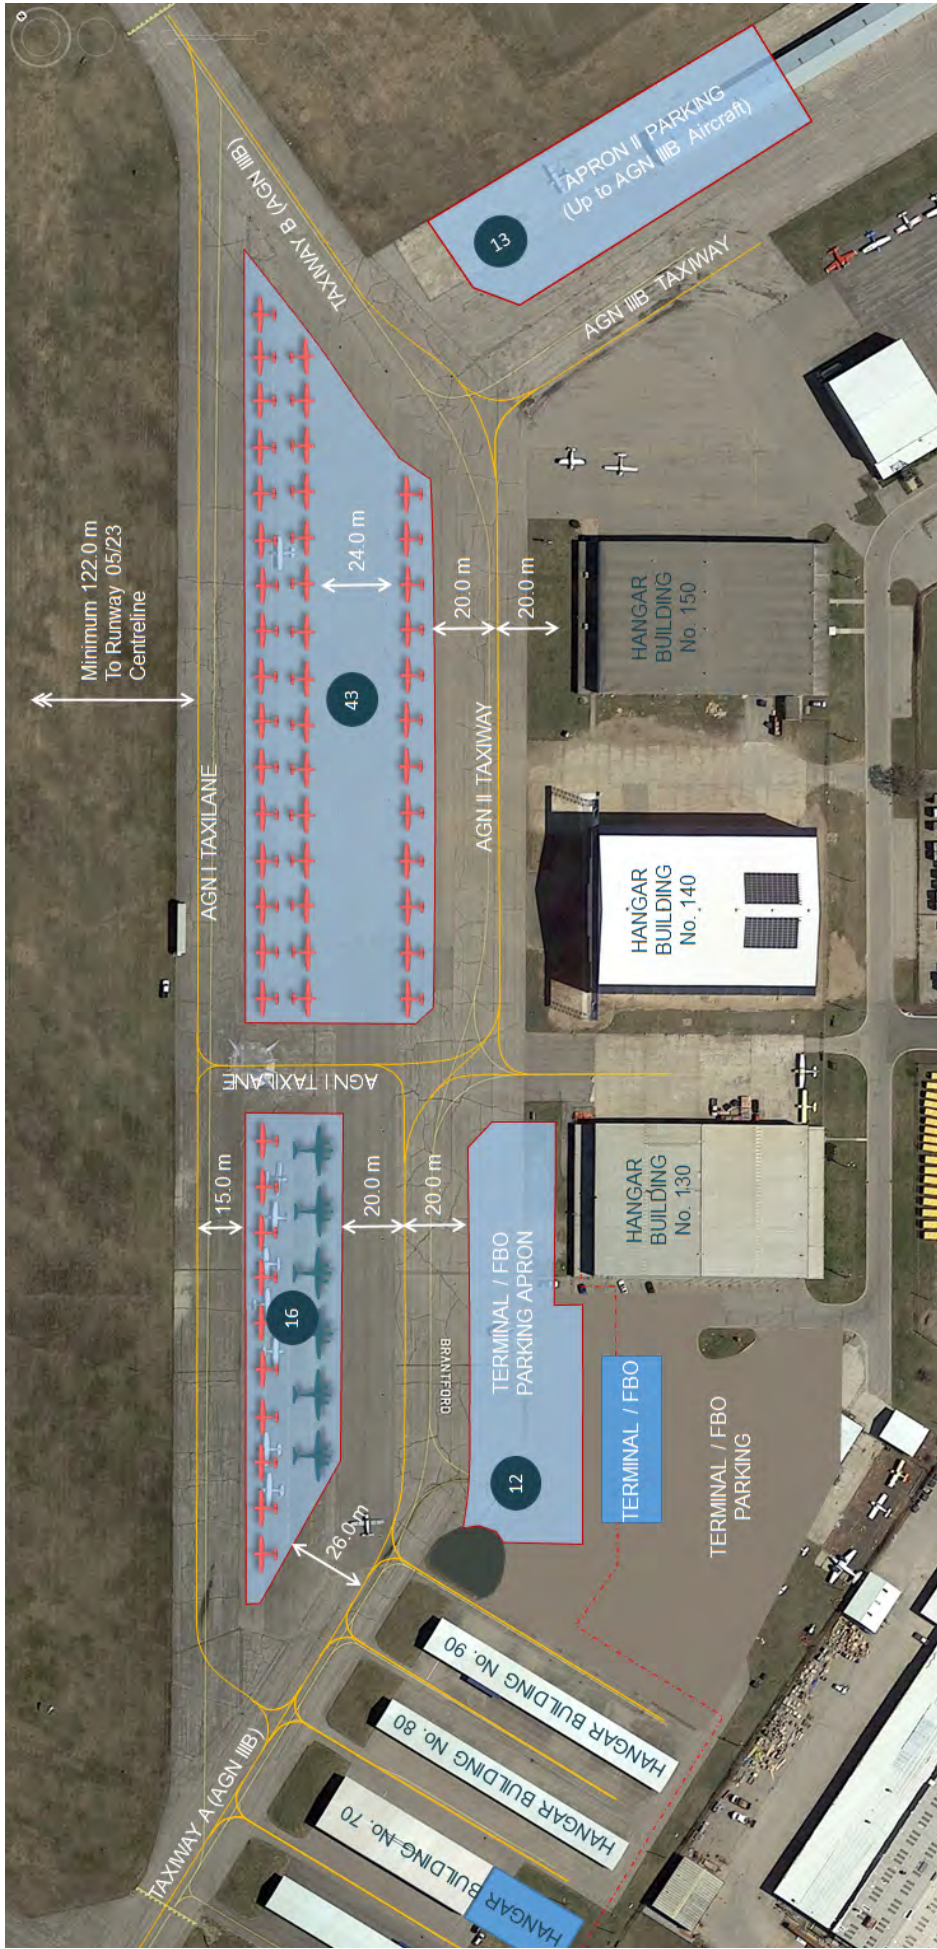 Minimum 122.0 m
To Runway 05/23
Centreline
TAXIWAY A (AGN IIIB)
AGN I TAXILANE
TAXIWAY B (AGN IIIB)
15.0 m
AGN I TAXILANE
16
43
24.0 m
13
APRON II PARKING
(Up to AGN IIIB Aircraft)
26.0 m
20.0 m
20.0 m
AGN II TAXIWAY
20.0 m
20.0 m
AGN IIIB TAXIWAY
BRANTFORD
12
TERMINAL / FBO
PARKING APRON
HANGAR
BUILDING No. 70
HANGAR BUILDING No. 80
HANGAR BUILDING No. 90
TERMINAL / FBO
TERMINAL / FBO
PARKING
HANGAR
BUILDING
No. 130
HANGAR
BUILDING
No. 140
HANGAR
BUILDING
No. 150